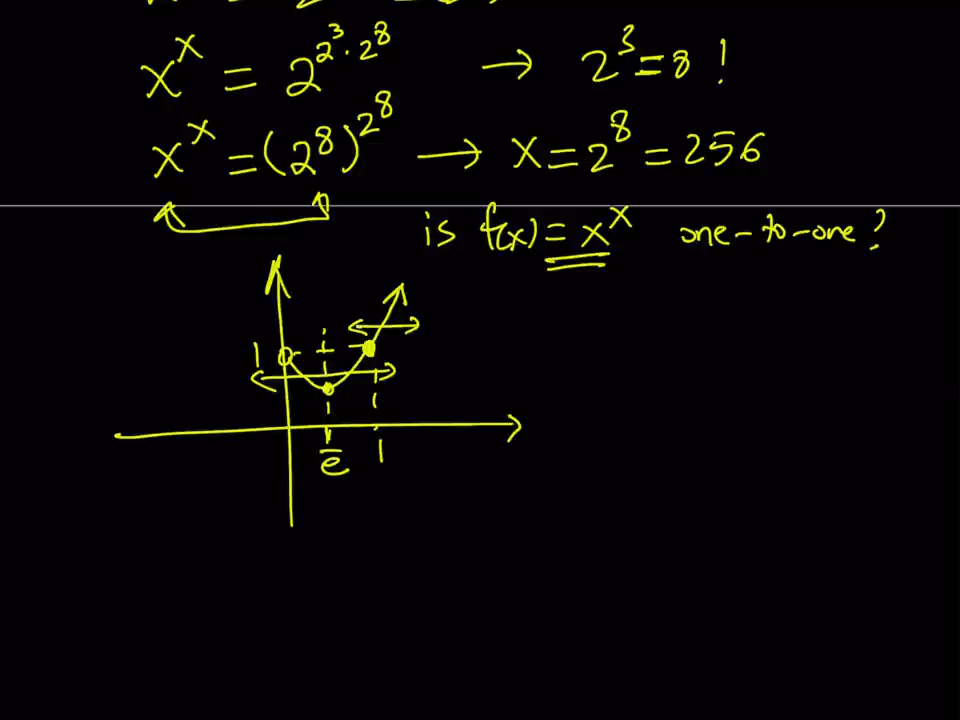 x^x = 2^{2^3 · 2^8} → 2^3 = 8 !
x^x = (2^8)^{2^8} → x = 2^8 = 256
is f(x) = x^x one-to-one?
1
1/e 1